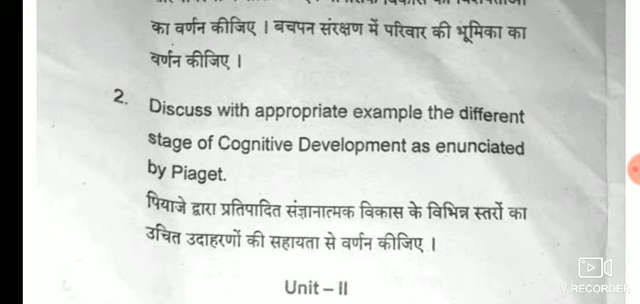 का वर्णन कीजिए । बचपन संरक्षण में परिवार की भूमिका का
वर्णन कीजिए ।
2. Discuss with appropriate example the different
stage of Cognitive Development as enunciated
by Piaget.
पियाजे द्वारा प्रतिपादित संज्ञानात्मक विकास के विभिन्न स्तरों का
उचित उदाहरणों की सहायता से वर्णन कीजिए ।
Unit – II
V RECORDER